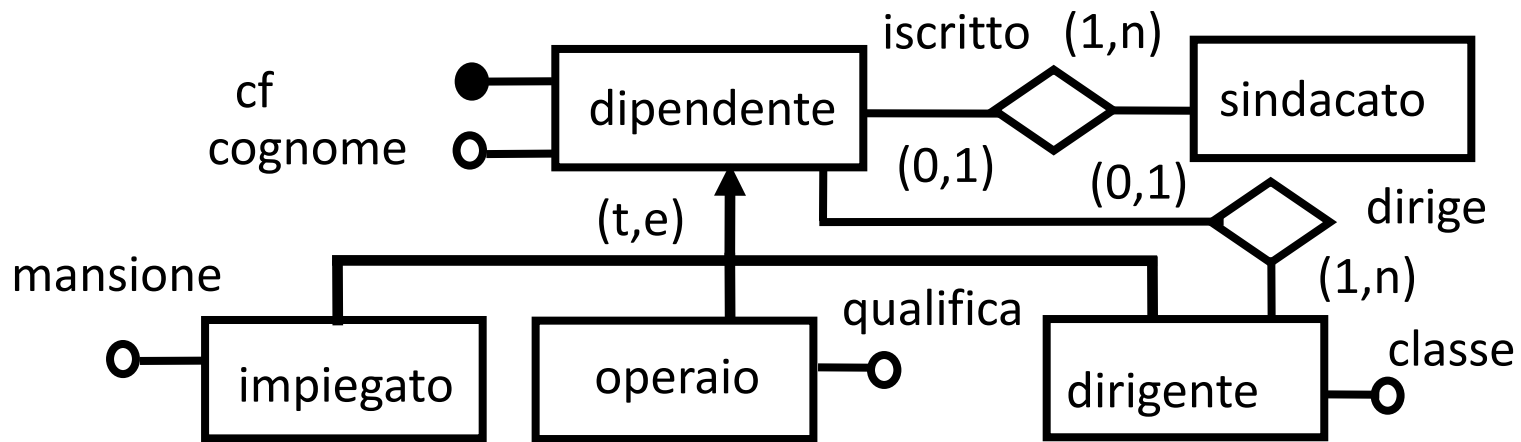 iscritto (1,n)
cf
dipendente
sindacato
cognome
(0,1)
(0,1)
(t,e)
dirige
mansione
(1,n)
qualifica
impiegato
operaio
dirigente
classe